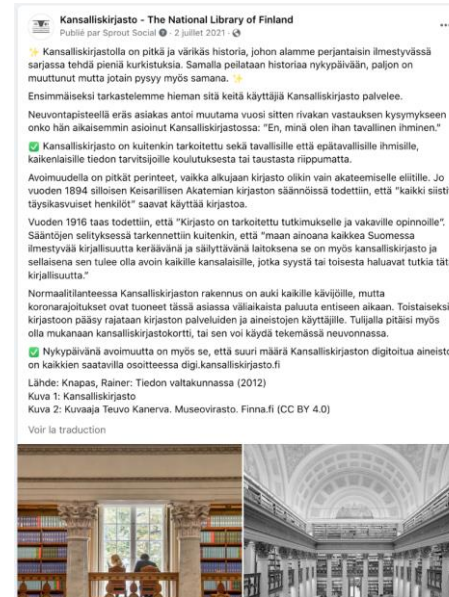 Kansalliskirjasto - The National Library of Finland
Publié par Sprout Social · 2 juillet 2021 ·
✨ Kansalliskirjastolla on pitkä ja värikäs historia, johon alamme perjantaisin ilmestyvässä
sarjassa tehdä pieniä kurkistuksia. Samalla peilataan historiaa nykypäivään, paljon on
muuttunut mutta jotain pysyy myös samana. ✨
Ensimmäiseksi tarkastelemme hieman sitä keitä käyttäjiä Kansalliskirjasto palvelee.
Neuvontapisteellä eräs asiakas antoi muutama vuosi sitten rivakan vastauksen kysymykseen
onko hän aikaisemmin asioinut Kansalliskirjastossa: "En, minä olen ihan tavallinen ihminen."
✅ Kansalliskirjasto on kuitenkin tarkoitettu sekä tavallisille että epätavallisille ihmisille,
kaikenlaisille tiedon tarvitsijoille koulutuksesta tai taustasta riippumatta.
Avoimuudella on pitkät perinteet, vaikka alkujaan kirjasto olikin vain akateemiselle eliitille. Jo
vuoden 1894 silloisen Keisarillisen Akatemian kirjaston säännöissä todettiin, että "kaikki siisti
täysikasvuiset henkilöt" saavat käyttää kirjastoa.
Vuoden 1916 taas todettiin, että "Kirjasto on tarkoitettu tutkimukselle ja vakaville opinnoille".
Sääntöjen selityksessä tarkennettiin kuitenkin, että "maan ainoana kaikkea Suomessa
ilmestyvää kirjallisuutta keräävänä ja säilyttävänä laitoksena se on myös kansalliskirjasto ja
sellaisena sen tulee olla avoin kaikille kansalaisille, jotka syystä tai toisesta haluavat tutkia tät
kirjallisuutta."
Normaalitilanteessa Kansalliskirjaston rakennus on auki kaikille kävijöille, mutta
koronarajoitukset ovat tuoneet tässä asiassa väliaikaista paluuta entiseen aikaan. Toistaiseksi
kirjastoon pääsy rajataan kirjaston palveluiden ja aineistojen käyttäjille. Tulijalla pitäisi myös
olla mukanaan kansalliskirjastokortti, tai sen voi käydä tekemässä neuvonnassa.
✅ Nykypäivänä avoimuutta on myös se, että suuri määrä Kansalliskirjaston digitoitua aineisto
on kaikkien saatavilla osoitteessa digi.kansalliskirjasto.fi
Lähde: Knapas, Rainer: Tiedon valtakunnassa (2012)
Kuva 1: Kansalliskirjasto
Kuva 2: Kuvaaja Teuvo Kanerva. Museovirasto. Finna.fi (CC BY 4.0)
Voir la traduction